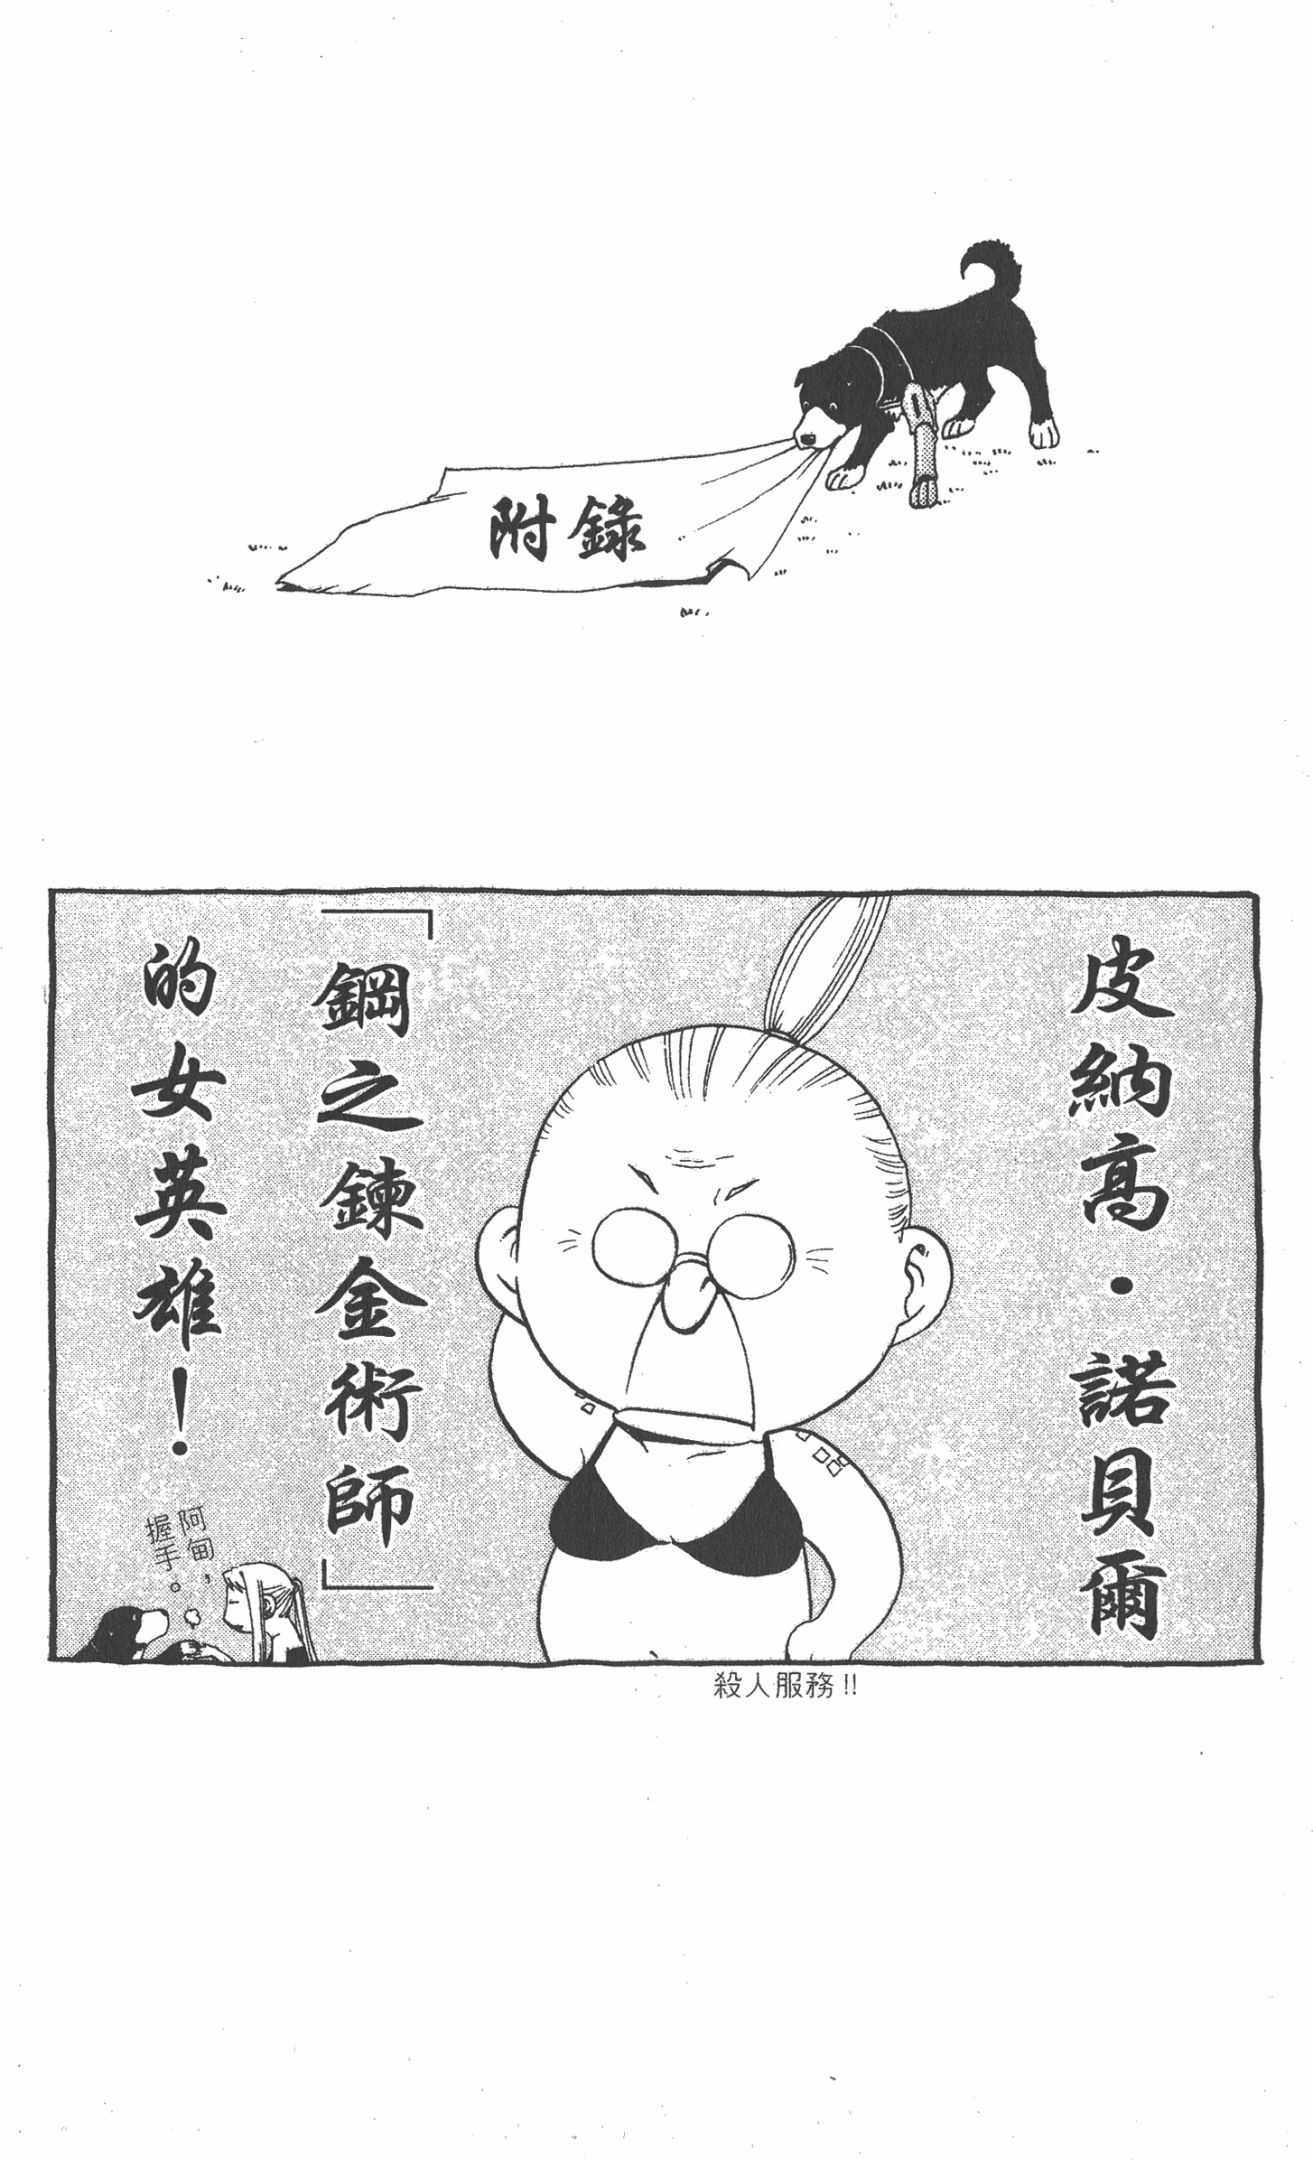 附錄
皮納高·諾貝爾
「鋼之鍊金術師」
的女英雄！
阿甸，
握手。
殺人服務!!